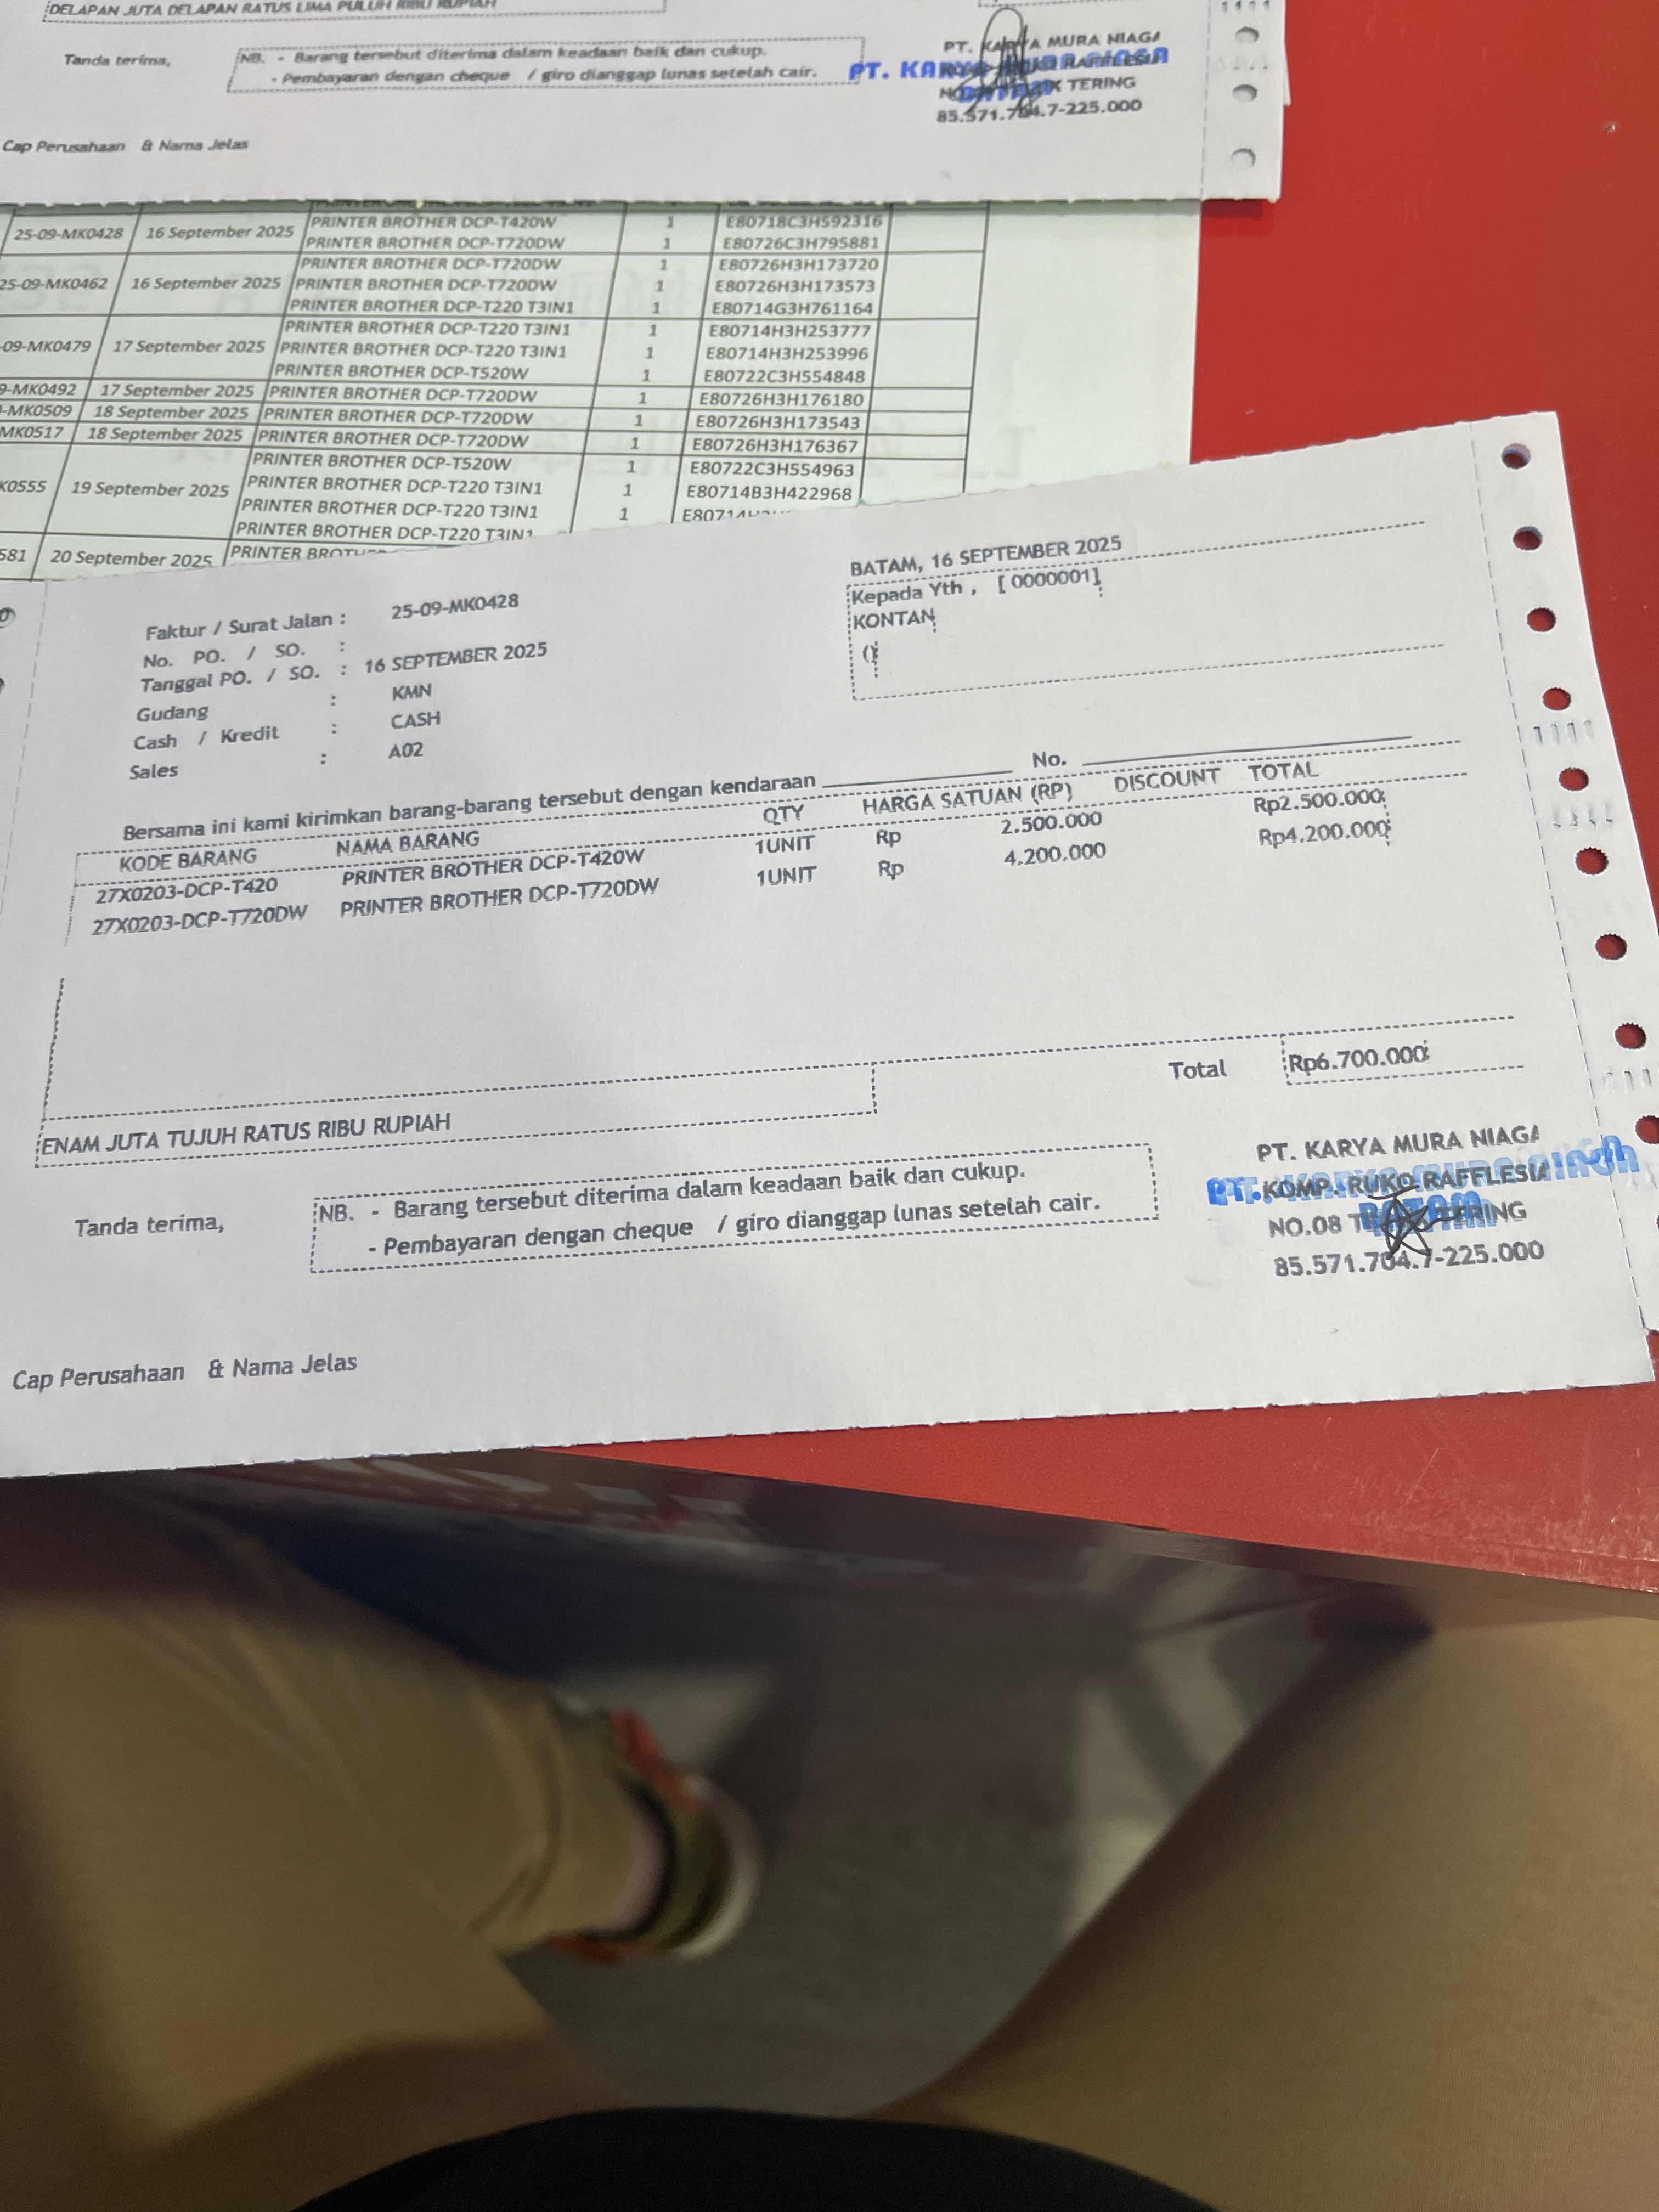 DELAPAN JUTA DELAPAN RATUS LIMA PULUH RIBU RUPIAH
Tanda terima,
NB. - Barang tersebut diterima dalam keadaan baik dan cukup.
- Pembayaran dengan cheque / giro dianggap lunas setelah cair.
PT. KARYA MURA NIAGA
RAFFLESIA
TERING
85.571.704.7-225.000
Cap Perusahaan & Nama Jelas
25-09-MK0428 16 September 2025 PRINTER BROTHER DCP-T420W 1 E80718C3H592316
PRINTER BROTHER DCP-T720DW 1 E80726C3H795881
25-09-MK0462 16 September 2025 PRINTER BROTHER DCP-T720DW 1 E80726H3H173720
PRINTER BROTHER DCP-T720DW 1 E80726H3H173573
PRINTER BROTHER DCP-T220 T3IN1 1 E80714G3H761164
-09-MK0479 17 September 2025 PRINTER BROTHER DCP-T220 T3IN1 1 E80714H3H253777
PRINTER BROTHER DCP-T220 T3IN1 1 E80714H3H253996
PRINTER BROTHER DCP-T520W 1 E80722C3H554848
9-MK0492 17 September 2025 PRINTER BROTHER DCP-T720DW 1 E80726H3H176180
-MK0509 18 September 2025 PRINTER BROTHER DCP-T720DW 1 E80726H3H173543
MK0517 18 September 2025 PRINTER BROTHER DCP-T720DW 1 E80726H3H176367
K0555 19 September 2025 PRINTER BROTHER DCP-T520W 1 E80722C3H554963
PRINTER BROTHER DCP-T220 T3IN1 1 E80714B3H422968
PRINTER BROTHER DCP-T220 T3IN1 1
PRINTER BROTHER DCP-T220 T3IN1
581 20 September 2025 PRINTER
BATAM, 16 SEPTEMBER 2025
Kepada Yth , [ 0000001]
KONTAN
()
Faktur / Surat Jalan : 25-09-MK0428
No. PO. / SO. :
Tanggal PO. / SO. : 16 SEPTEMBER 2025
Gudang : KMN
Cash / Kredit : CASH
Sales : A02
Bersama ini kami kirimkan barang-barang tersebut dengan kendaraan No.
KODE BARANG NAMA BARANG QTY HARGA SATUAN (RP) DISCOUNT TOTAL
27X0203-DCP-T420 PRINTER BROTHER DCP-T420W 1UNIT Rp 2.500.000 Rp2.500.000
27X0203-DCP-T720DW PRINTER BROTHER DCP-T720DW 1UNIT Rp 4.200.000 Rp4.200.000
Total Rp6.700.000
ENAM JUTA TUJUH RATUS RIBU RUPIAH
Tanda terima,
NB. - Barang tersebut diterima dalam keadaan baik dan cukup.
- Pembayaran dengan cheque / giro dianggap lunas setelah cair.
PT. KARYA MURA NIAGA
KOMP. RUKO RAFFLESIA
NO.08 TERING
85.571.704.7-225.000
Cap Perusahaan & Nama Jelas